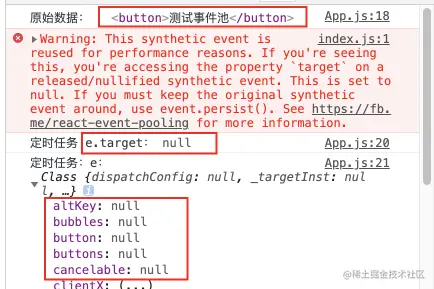 原始数据： <button>测试事件池</button> App.js:18
Warning: This synthetic event is index.js:1
reused for performance reasons. If you're seeing
this, you're accessing the property `target` on a
released/nullified synthetic event. This is set to
null. If you must keep the original synthetic
event around, use event.persist(). See https://fb.
me/react-event-pooling for more information.
定时任务 e.target： null App.js:20
定时任务：e： App.js:21
Class {dispatchConfig: null, _targetInst: nul
l, …} i
altKey: null
bubbles: null
button: null
buttons: null
cancelable: null
clientX: (...)
@稀土掘金技术社区